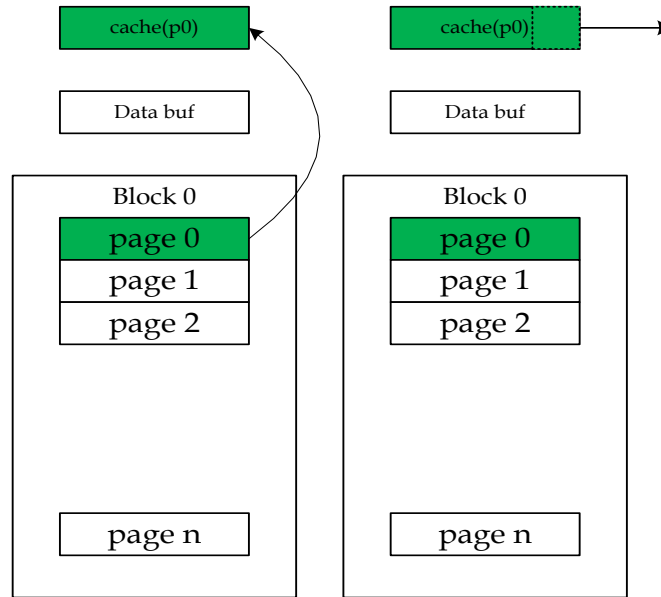 cache(p0)
Data buf
Block 0
page 0
page 1
page 2
page n
cache(p0)
Data buf
Block 0
page 0
page 1
page 2
page n